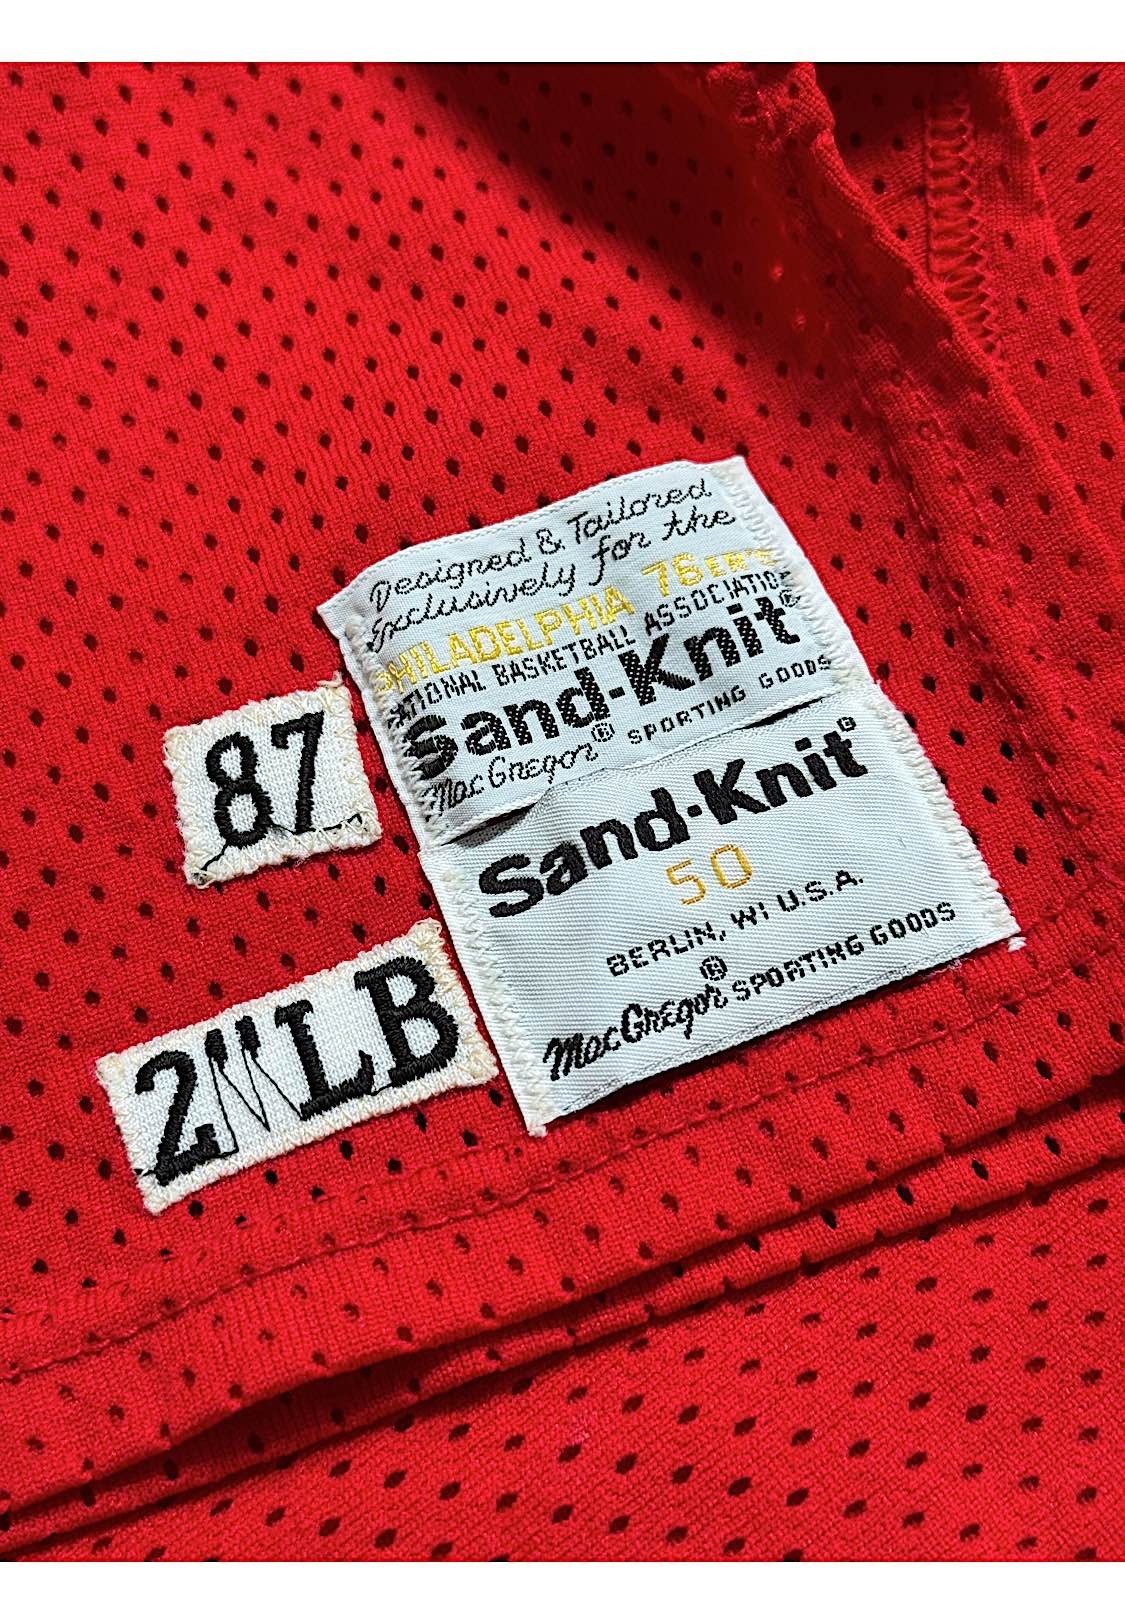 Designed & Tailored
Exclusively for the
PHILADELPHIA 76ER'S
NATIONAL BASKETBALL ASSOCIATION
Sand-Knit®
MacGregor® SPORTING GOODS
87
Sand-Knit®
50
BERLIN, WI U.S.A.
MacGregor® SPORTING GOODS
2"LB